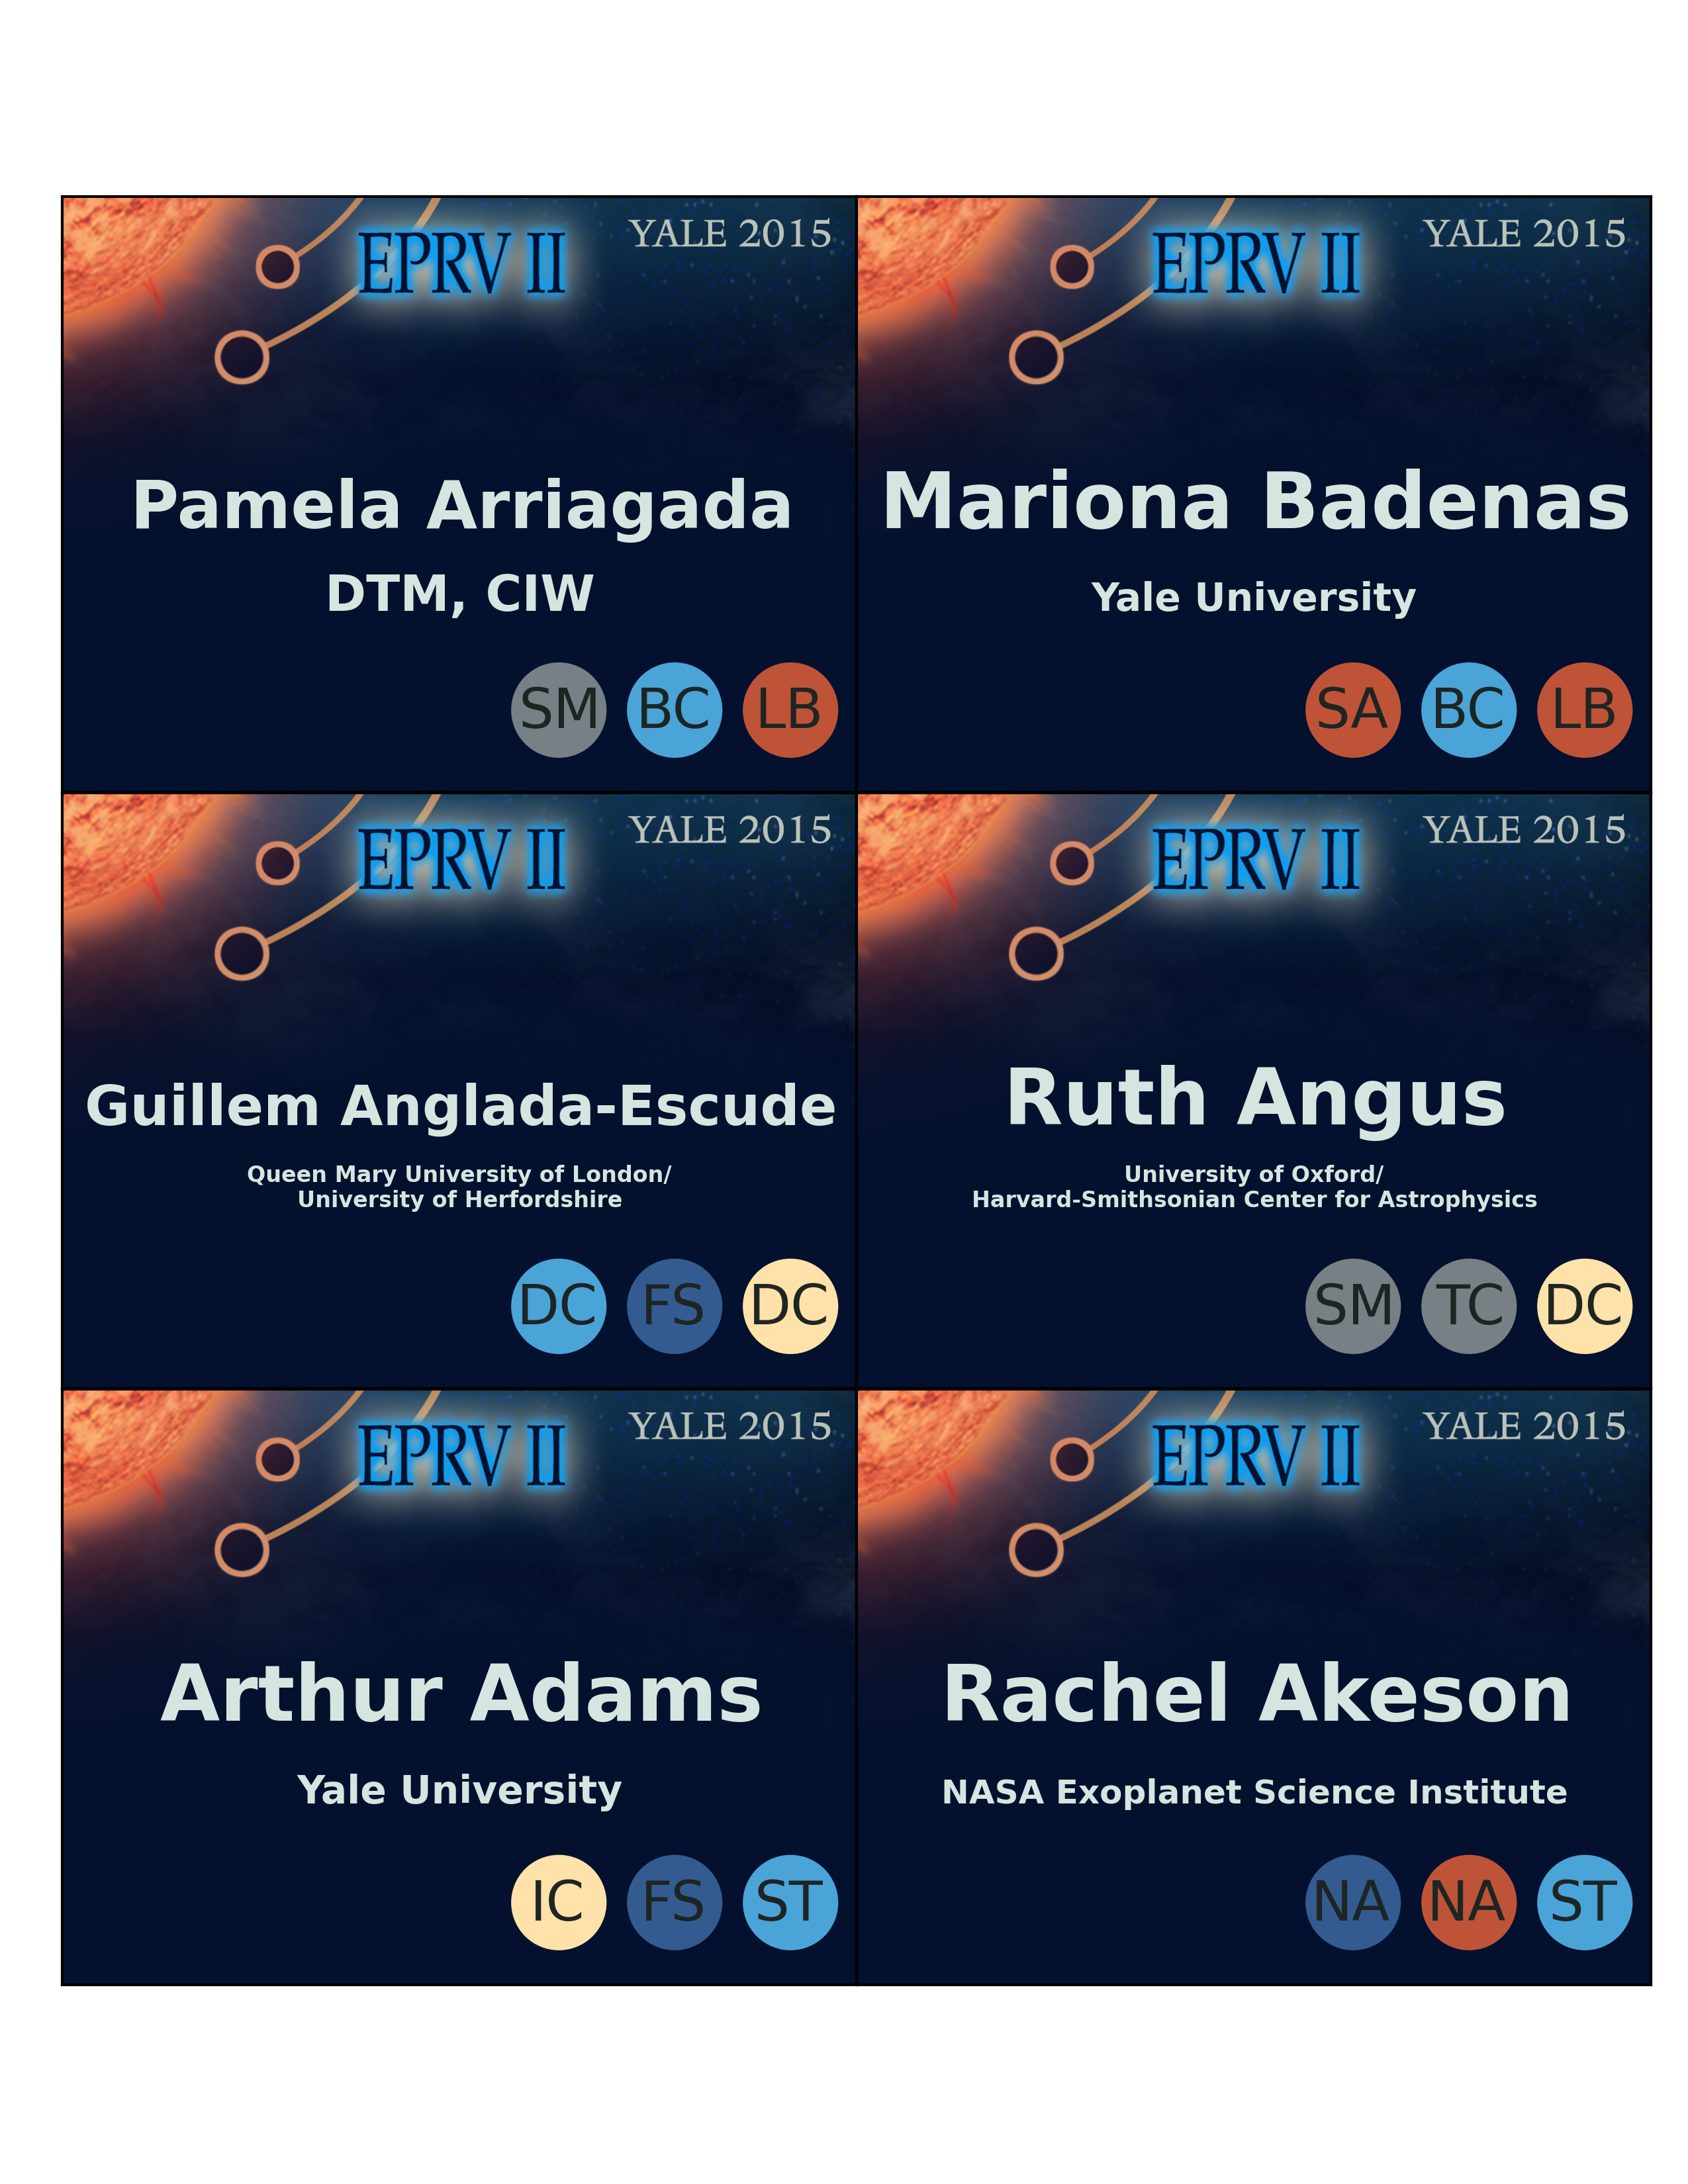 EPRV II YALE 2015
Pamela Arriagada
DTM, CIW
SM BC LB
EPRV II YALE 2015
Mariona Badenas
Yale University
SA BC LB
EPRV II YALE 2015
Guillem Anglada-Escude
Queen Mary University of London/
University of Herfordshire
DC FS DC
EPRV II YALE 2015
Ruth Angus
University of Oxford/
Harvard-Smithsonian Center for Astrophysics
SM TC DC
EPRV II YALE 2015
Arthur Adams
Yale University
IC FS ST
EPRV II YALE 2015
Rachel Akeson
NASA Exoplanet Science Institute
NA NA ST